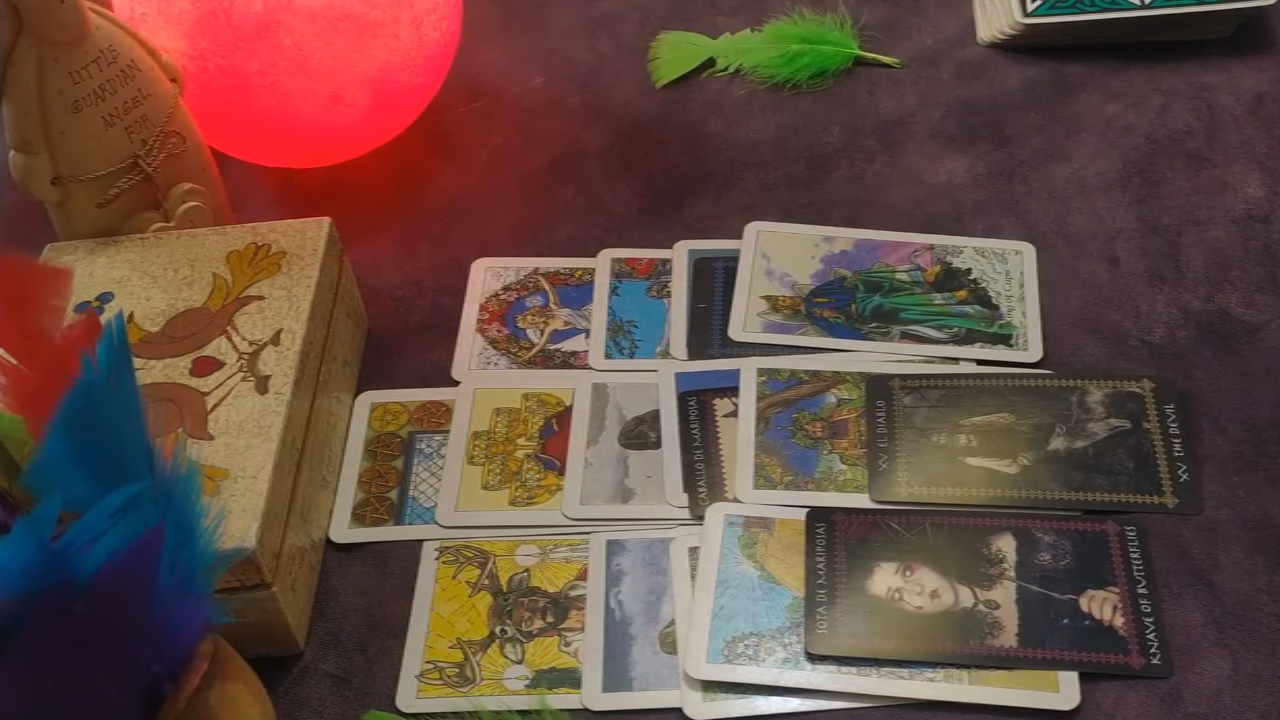 LITTLE
GUARDIAN
ANGEL
FOR
King of Cups
CABALLO DE MARIPOSAS
XV EL DIABLO
XV THE DEVIL
SOTA DE MARIPOSAS
KNAVE OF BUTTERFLIES